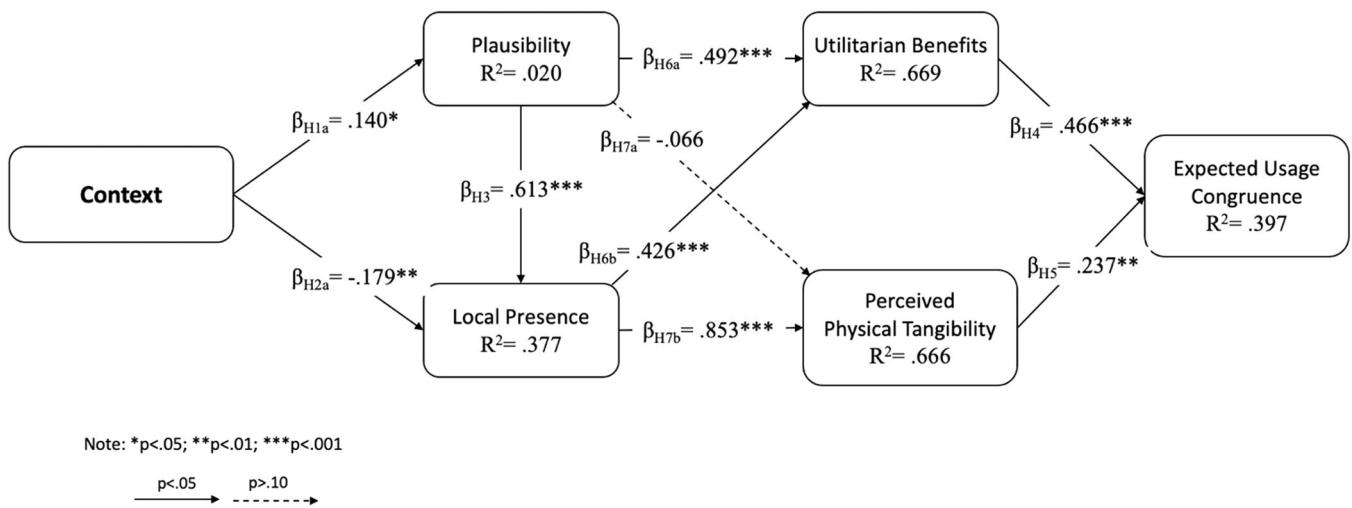 Plausibility
R²= .020
Utilitarian Benefits
R²= .669
βH6a= .492***
βH1a= .140*
βH7a= -.066
βH4= .466***
Context
βH3= .613***
Expected Usage
Congruence
R²= .397
βH6b= .426***
βH2a= -.179**
βH5= .237**
Local Presence
R²= .377
βH7b= .853***
Perceived
Physical Tangibility
R²= .666
Note: *p<.05; **p<.01; ***p<.001
p<.05
p>.10